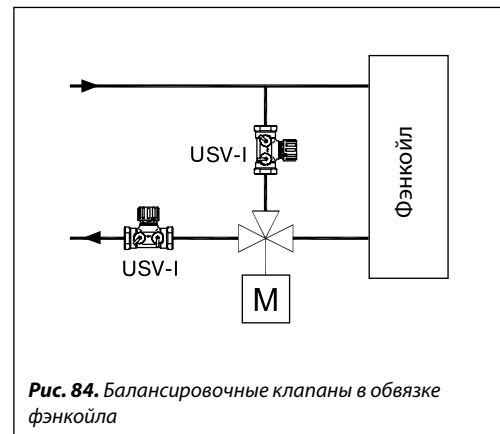 USV-I
Фэнкойл
USV-I
M
Рис. 84. Балансировочные клапаны в обвязке
фэнкойла